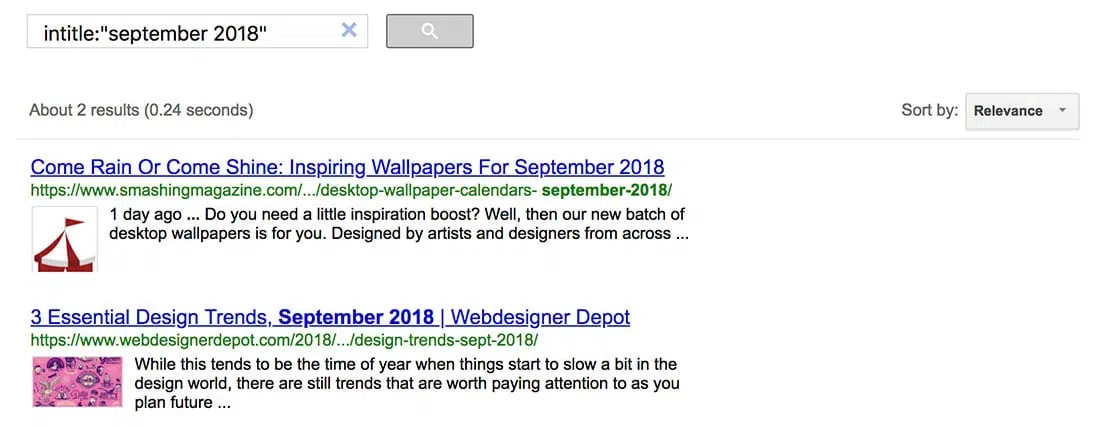 intitle:"september 2018"
About 2 results (0.24 seconds)
Sort by: Relevance
Come Rain Or Come Shine: Inspiring Wallpapers For September 2018
https://www.smashingmagazine.com/.../desktop-wallpaper-calendars- september-2018/
1 day ago ... Do you need a little inspiration boost? Well, then our new batch of
desktop wallpapers is for you. Designed by artists and designers from across ...
3 Essential Design Trends, September 2018 | Webdesigner Depot
https://www.webdesignerdepot.com/2018/.../design-trends-sept-2018/
While this tends to be the time of year when things start to slow a bit in the
design world, there are still trends that are worth paying attention to as you
plan future ...